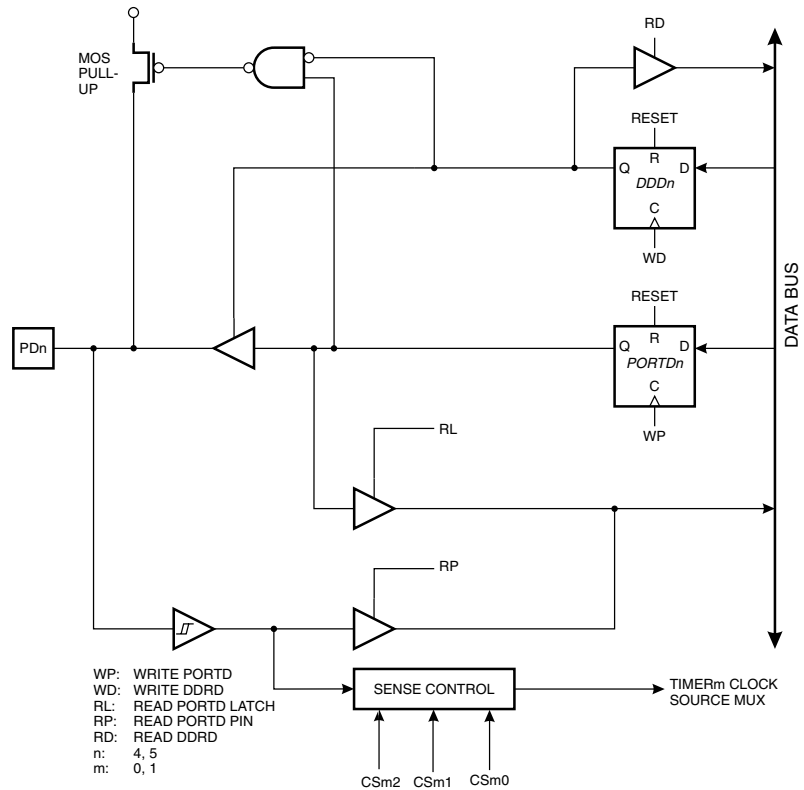 RD
MOS
PULL-
UP
RESET
R
Q
D
DDDn
C
WD
RESET
R
Q
D
PORTDn
C
WP
PDn
DATA BUS
RL
RP
WP: WRITE PORTD
WD: WRITE DDRD
RL: READ PORTD LATCH
RP: READ PORTD PIN
RD: READ DDRD
n: 4, 5
m: 0, 1
SENSE CONTROL
TIMERm CLOCK
SOURCE MUX
CSm2 CSm1 CSm0